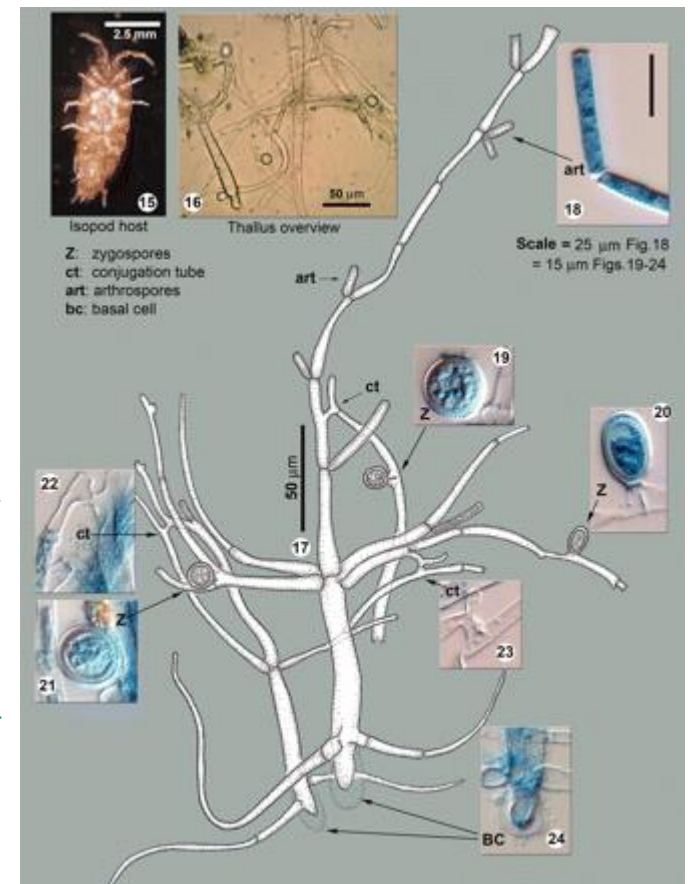 2.5 mm
15
Isopod host
16
50 μm
Thallus overview
art
18
Scale = 25 μm Fig.18
= 15 μm Figs.19-24
Z: zygospores
ct: conjugation tube
art: arthrospores
bc: basal cell
art
ct
19
Z
20
Z
50 μm
17
22
ct
Z
21
ct
23
BC
24